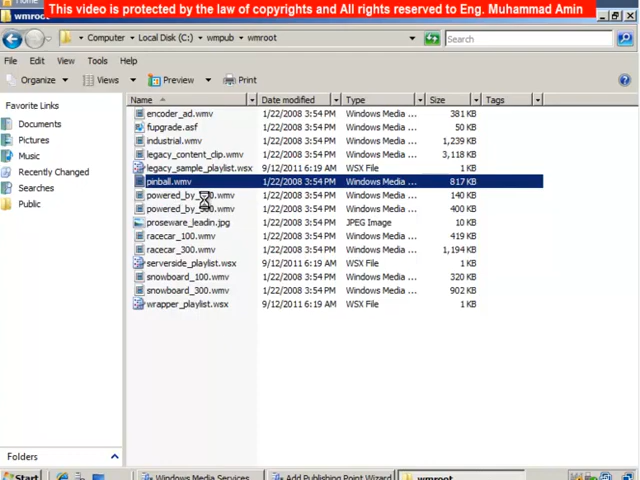 Home
This video is protected by the law of copyrights and All rights reserved to Eng. Muhammad Amin
wmroot
Computer Local Disk (C:) wmpub wmroot
Search
File Edit View Tools Help
Organize Views Preview Print
Favorite Links
Documents
Pictures
Music
Recently Changed
Searches
Public
Folders
Name Date modified Type Size Tags
encoder_ad.wmv 1/22/2008 3:54 PM Windows Media ... 381 KB
fupgrade.asf 1/22/2008 3:54 PM Windows Media ... 50 KB
industrial.wmv 1/22/2008 3:54 PM Windows Media ... 1,239 KB
legacy_content_clip.wmv 1/22/2008 3:54 PM Windows Media ... 3,118 KB
legacy_sample_playlist.wsx 9/12/2011 6:19 AM WSX File 1 KB
pinball.wmv 1/22/2008 3:54 PM Windows Media ... 817 KB
1/22/2008 3:54 PM Windows Media ... 140 KB
1/22/2008 3:54 PM Windows Media ... 400 KB
proseware_leadin.jpg 1/22/2008 3:54 PM JPEG Image 10 KB
racecar_100.wmv 1/22/2008 3:54 PM Windows Media ... 419 KB
racecar_300.wmv 1/22/2008 3:54 PM Windows Media ... 1,194 KB
serverside_playlist.wsx 9/12/2011 6:19 AM WSX File 1 KB
snowboard_100.wmv 1/22/2008 3:54 PM Windows Media ... 320 KB
snowboard_300.wmv 1/22/2008 3:54 PM Windows Media ... 902 KB
wrapper_playlist.wsx 9/12/2011 6:19 AM WSX File 1 KB
Start Windows Media Services Add Publishing Point Wizard wmroot